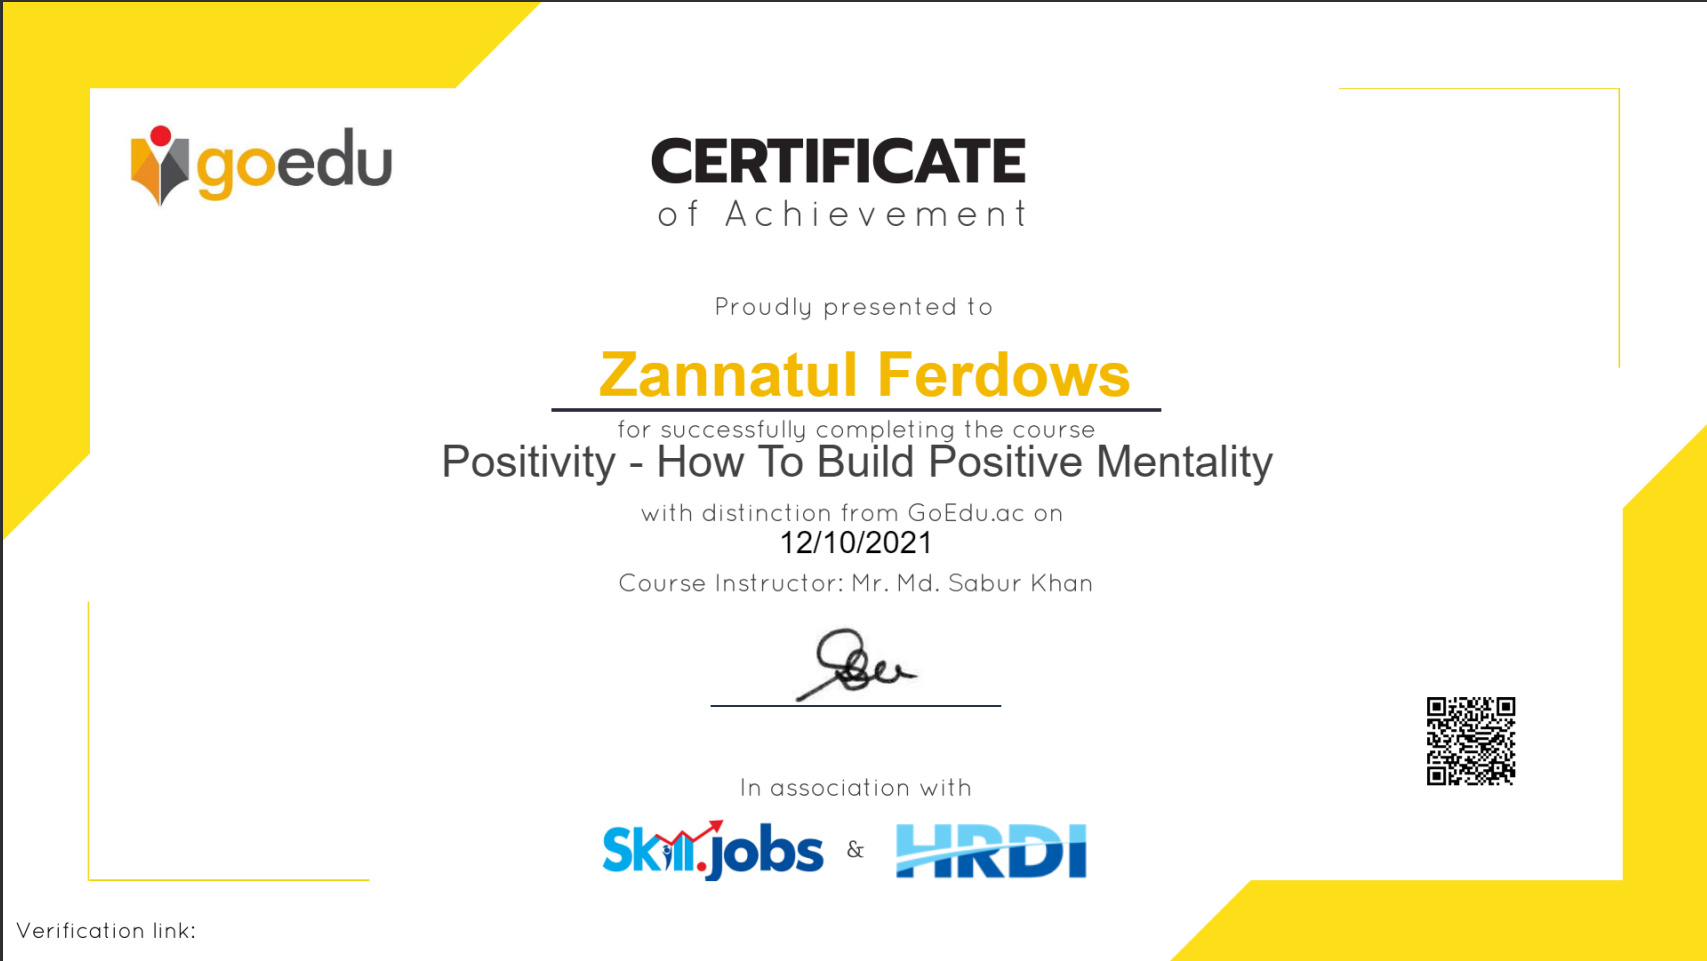 goedu
CERTIFICATE
of Achievement
Proudly presented to
Zannatul Ferdows
for successfully completing the course
Positivity - How To Build Positive Mentality
with distinction from GoEdu.ac on
12/10/2021
Course Instructor: Mr. Md. Sabur Khan
In association with
Skill.jobs & HRDI
Verification link: